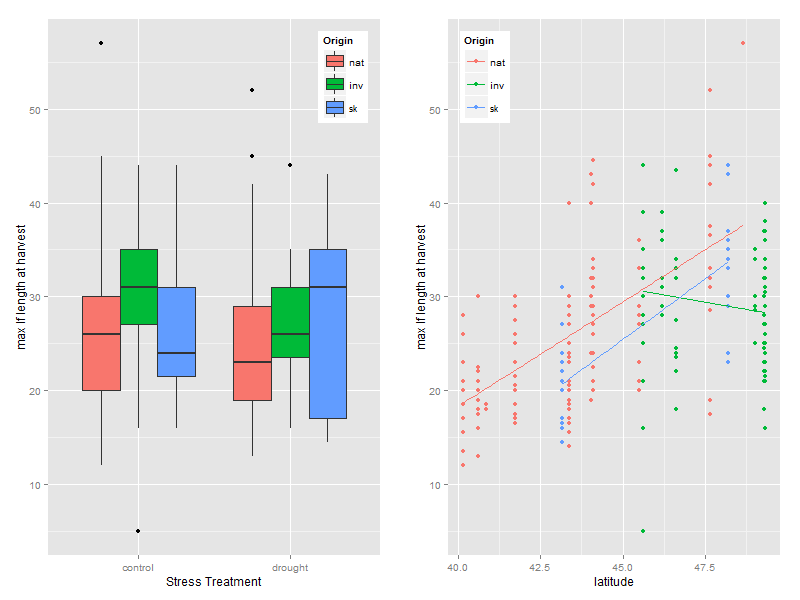 max lf length at harvest
50
40
30
20
10
control
drought
Stress Treatment
Origin
nat
inv
sk
max lf length at harvest
50
40
30
20
10
40.0
42.5
45.0
47.5
latitude
Origin
nat
inv
sk